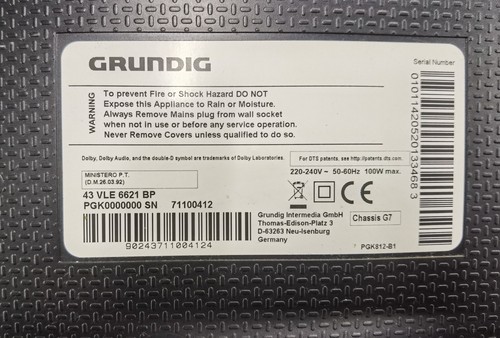 GRUNDIG
Serial Number
WARNING
To prevent Fire or Shock Hazard DO NOT
Expose this Appliance to Rain or Moisture.
Always Remove Mains plug from wall socket
when not in use or before any service operation.
Never Remove Covers unless qualified to do so.
Dolby, Dolby Audio, and the double-D symbol are trademarks of Dolby Laboratories.
For DTS patents, see http://patents.dts.com.
MINISTERO P.T.
(D.M.26.03.92)
220-240V ~ 50-60Hz 100W max.
43 VLE 6621 BP
PGK0000000 SN 71100412
90243711004124
CE
Grundig Intermedia GmbH
Thomas-Edison-Platz 3
D-63263 Neu-Isenburg
Germany
Chassis G7
PGK812-B1
01011420520133468 3